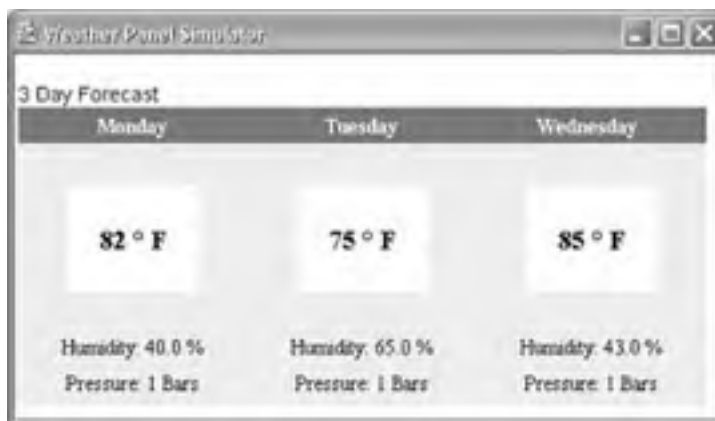 Weather Panel Simulator
3 Day Forecast
Monday Tuesday Wednesday
82 ° F 75 ° F 85 ° F
Humidity: 40.0 % Humidity: 65.0 % Humidity: 43.0 %
Pressure: 1 Bars Pressure: 1 Bars Pressure: 1 Bars